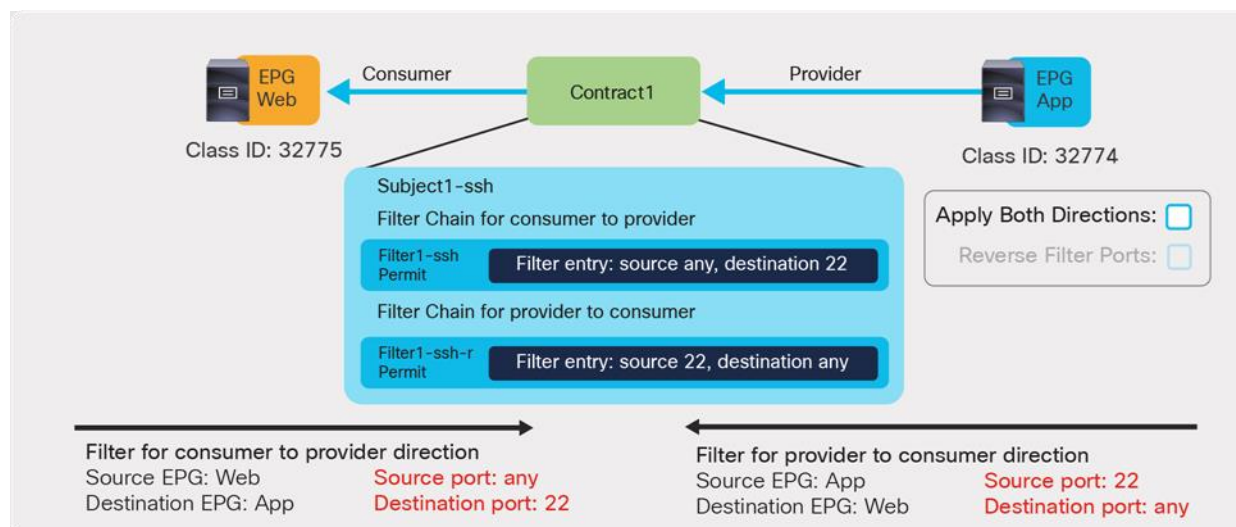 EPG
Web
Consumer
Contract1
Provider
EPG
App
Class ID: 32775
Class ID: 32774
Subject1-ssh
Filter Chain for consumer to provider
Filter1-ssh
Permit
Filter entry: source any, destination 22
Filter Chain for provider to consumer
Filter1-ssh-r
Permit
Filter entry: source 22, destination any
Apply Both Directions:
Reverse Filter Ports:
Filter for consumer to provider direction
Source EPG: Web Source port: any
Destination EPG: App Destination port: 22
Filter for provider to consumer direction
Source EPG: App Source port: 22
Destination EPG: Web Destination port: any